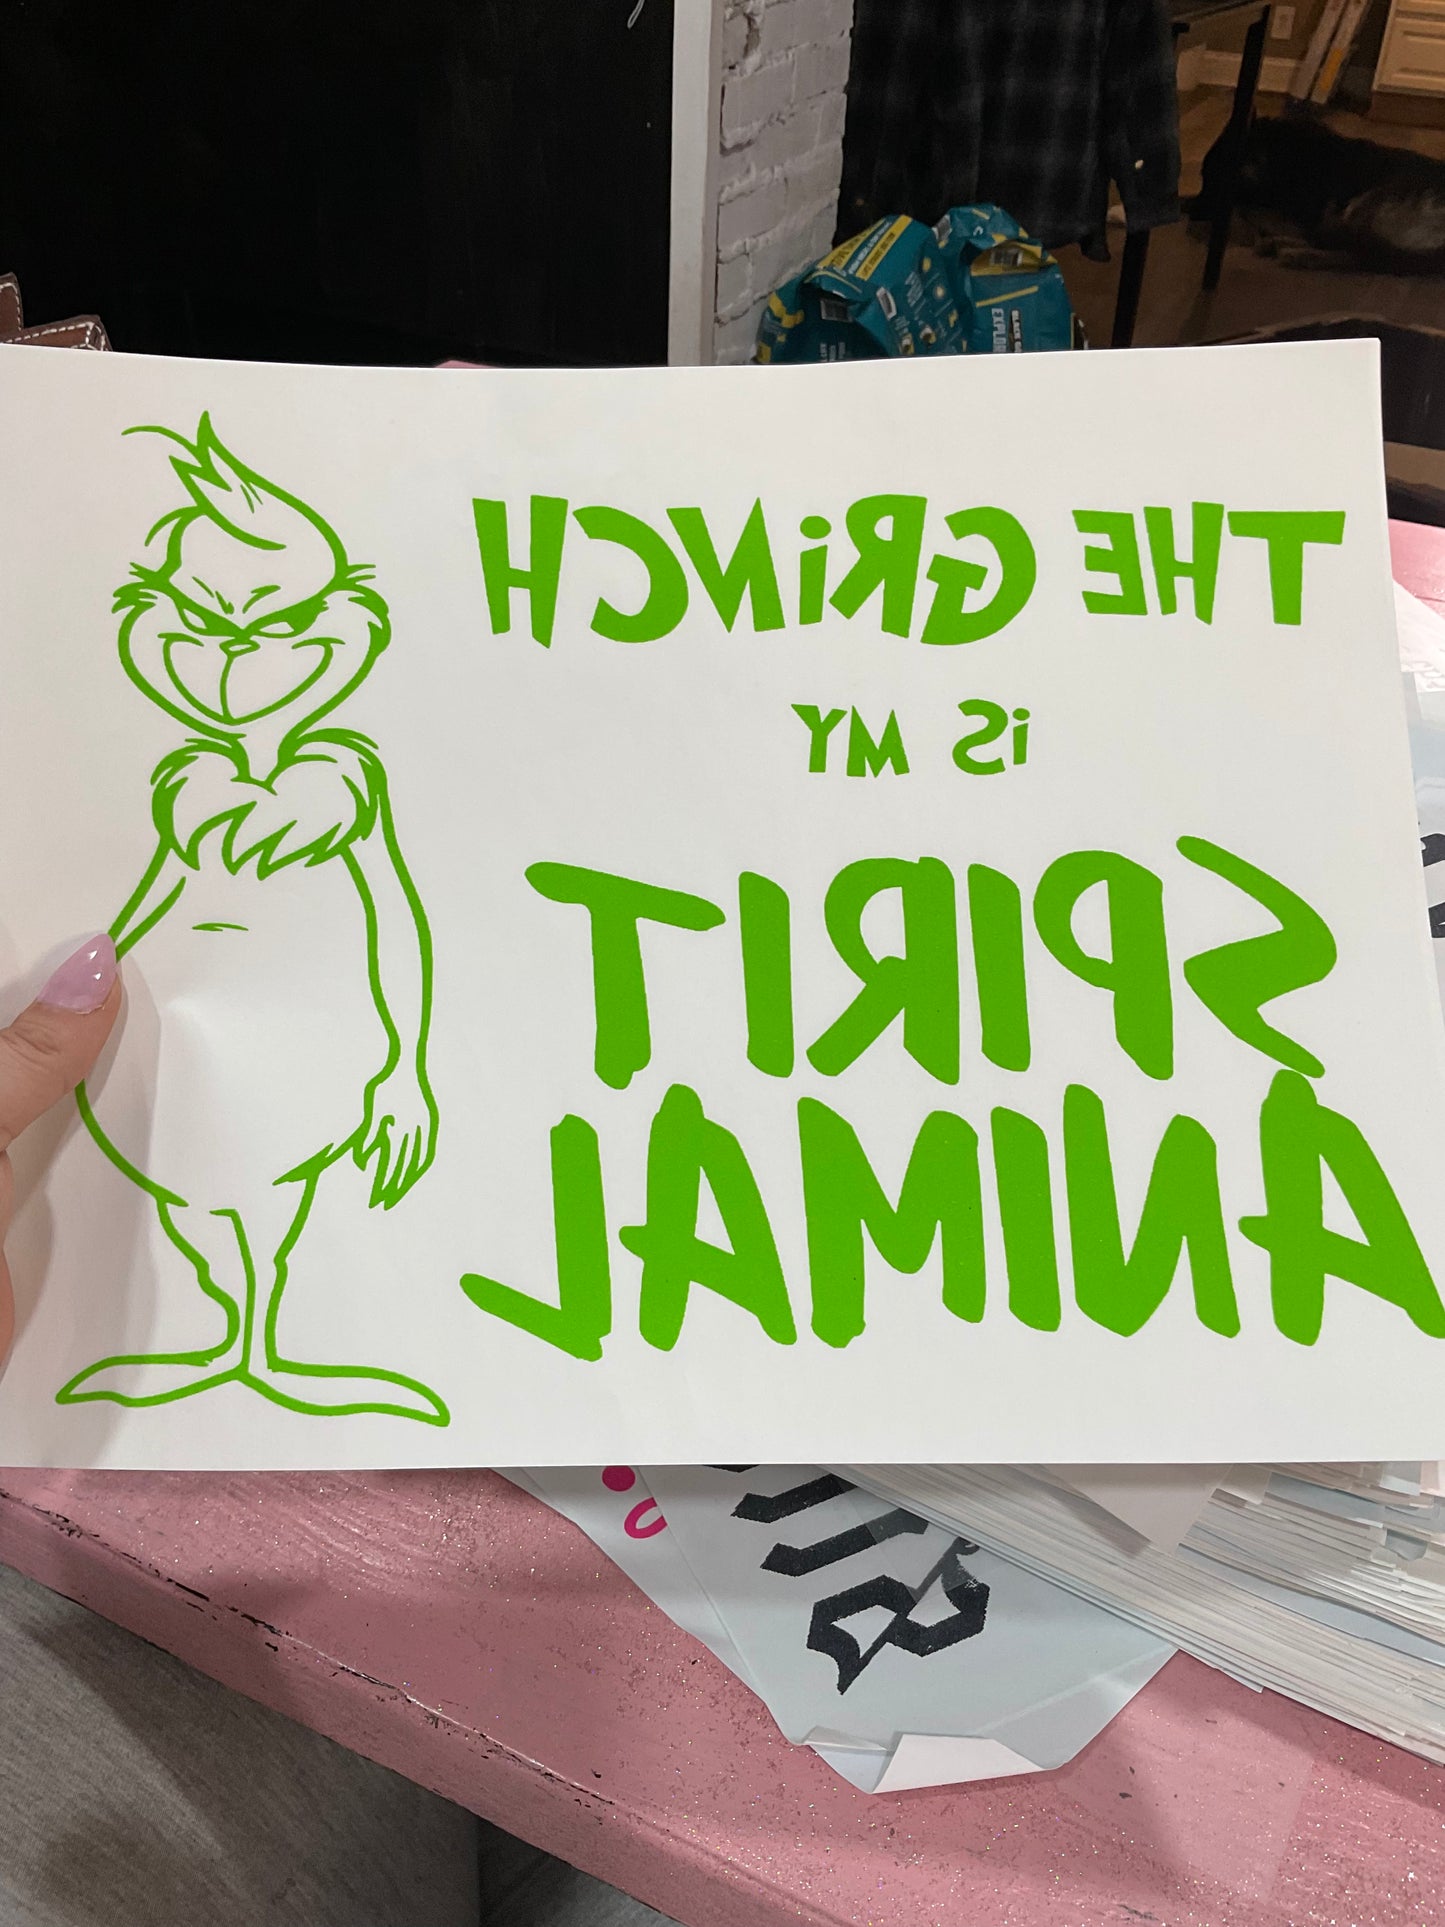 THE GRiNCH
iS MY
SPIRIT
ANIMAL